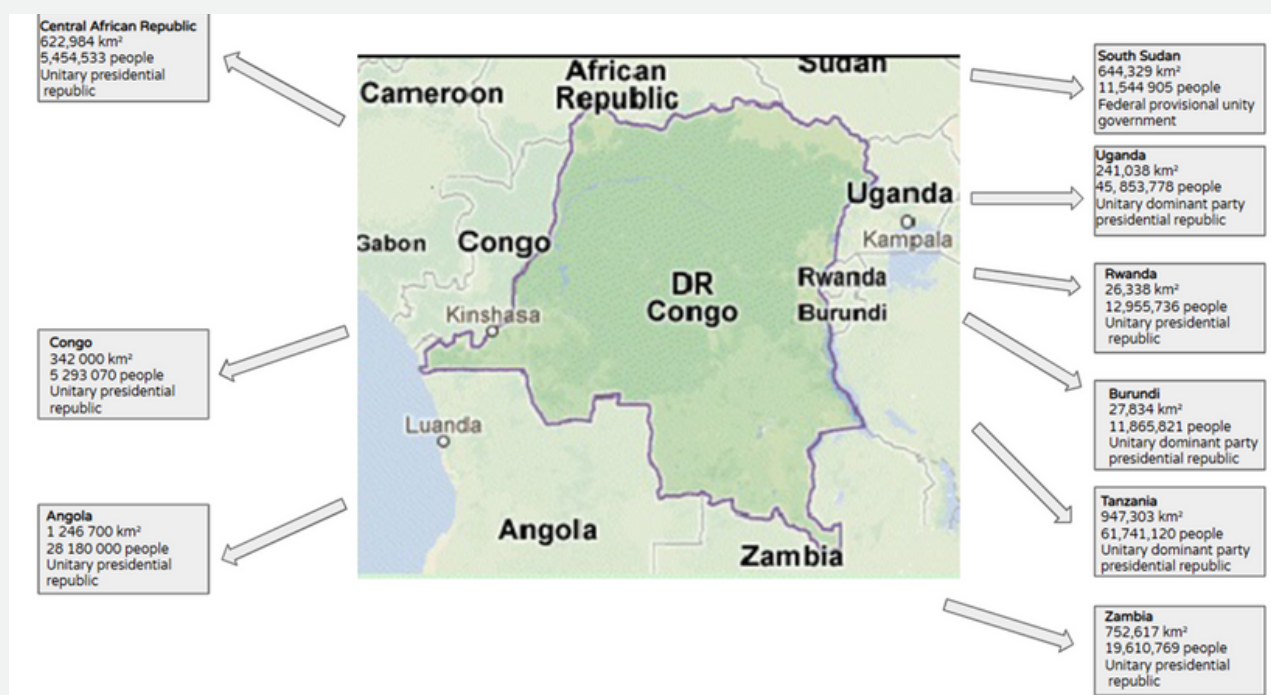 Central African Republic
622,984 km²
5,454,533 people
Unitary presidential
republic
Congo
342 000 km²
5 293 070 people
Unitary presidential
republic
Angola
1 246 700 km²
28 180 000 people
Unitary presidential
republic
African
Republic
Sudan
Cameroon
Uganda
Kampala
Gabon
Congo
Kinshasa
DR
Congo
Rwanda
Burundi
Luanda
Angola
Zambia
South Sudan
644,329 km²
11,544 905 people
Federal provisional unity
government
Uganda
241,038 km²
45, 853,778 people
Unitary dominant party
presidential republic
Rwanda
26,338 km²
12,955,736 people
Unitary presidential
republic
Burundi
27,834 km²
11,865,821 people
Unitary dominant party
presidential republic
Tanzania
947,303 km²
61,741,120 people
Unitary dominant party
presidential republic
Zambia
752,617 km²
19,610,769 people
Unitary presidential
republic